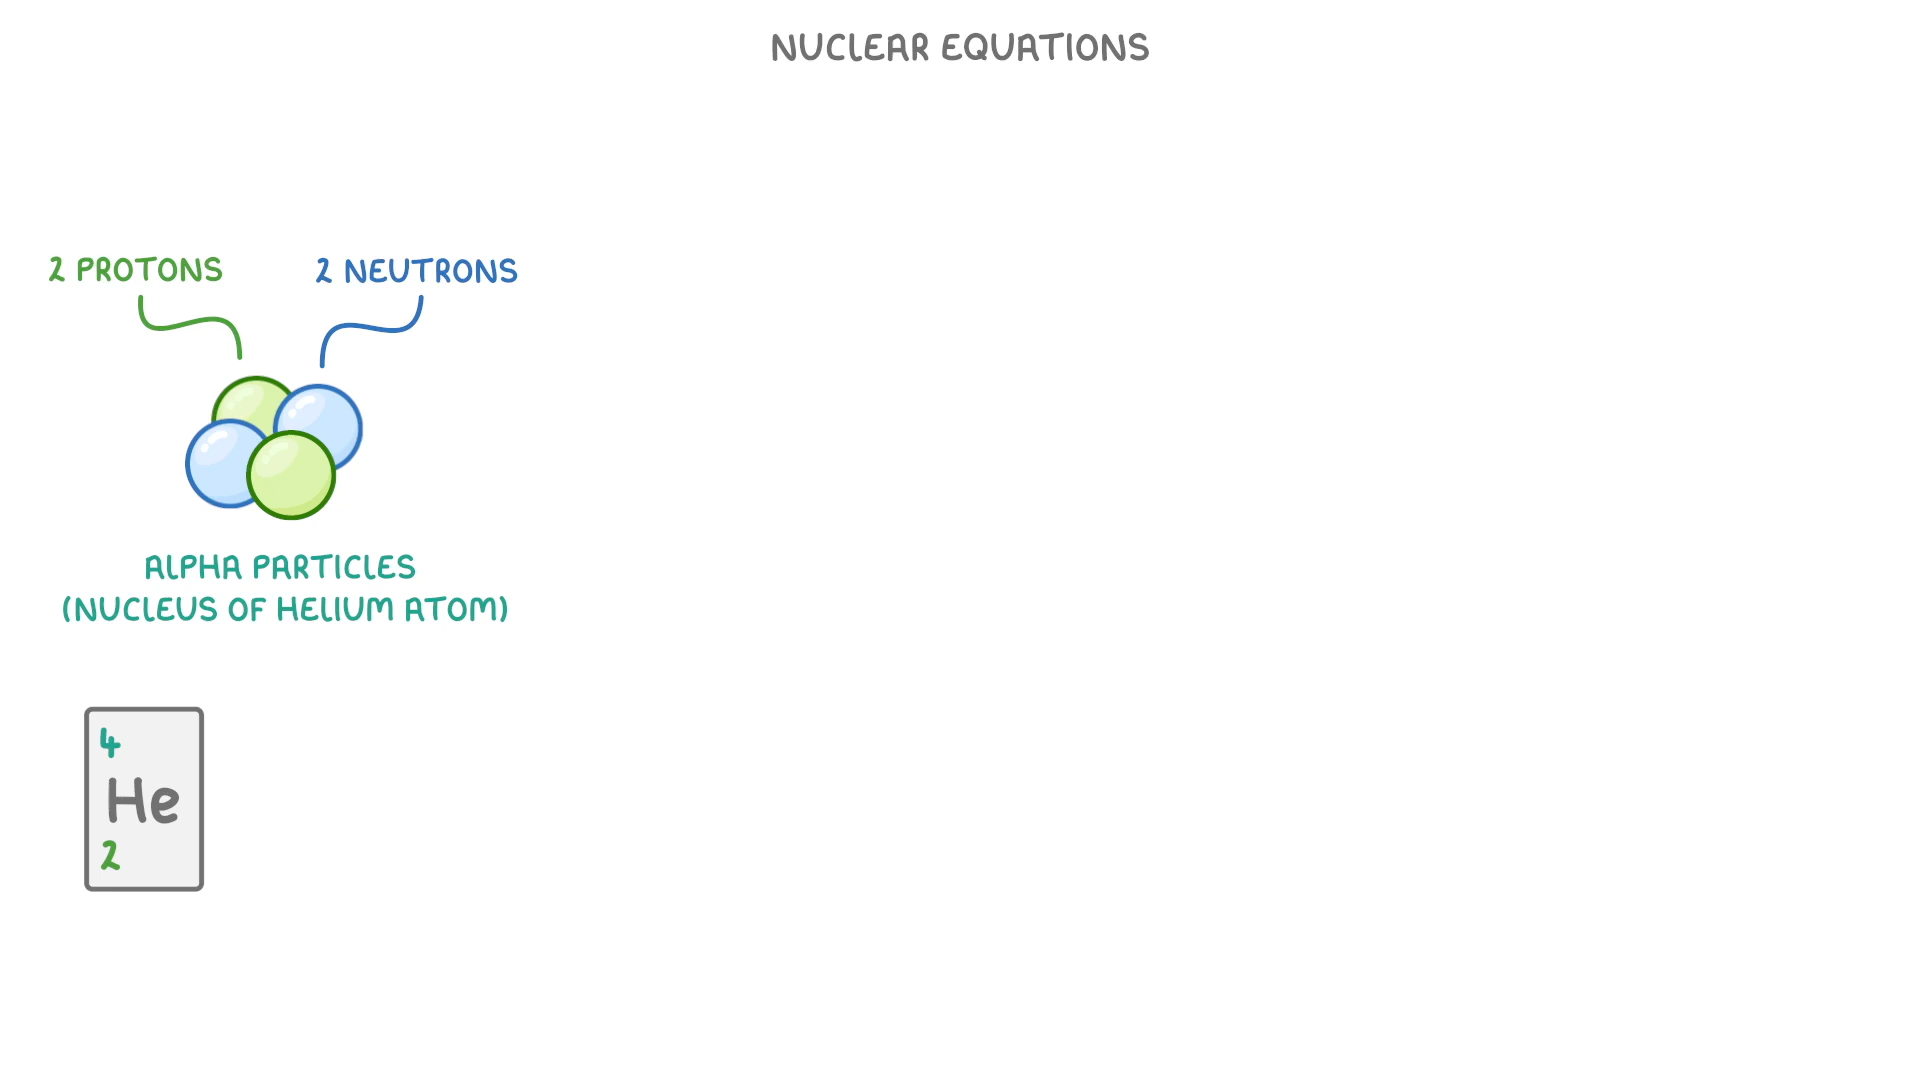 NUCLEAR EQUATIONS
2 PROTONS
2 NEUTRONS
ALPHA PARTICLES
(NUCLEUS OF HELIUM ATOM)
4
He
2